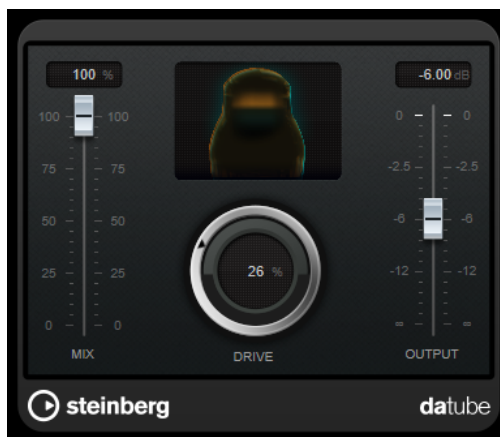 100 %
-6.00 dB
100 100
75 75
50 50
25 25
0 0
MIX
26 %
DRIVE
0 0
-2.5 -2.5
-6 -6
-12 -12
∞ ∞
OUTPUT
steinberg
datube